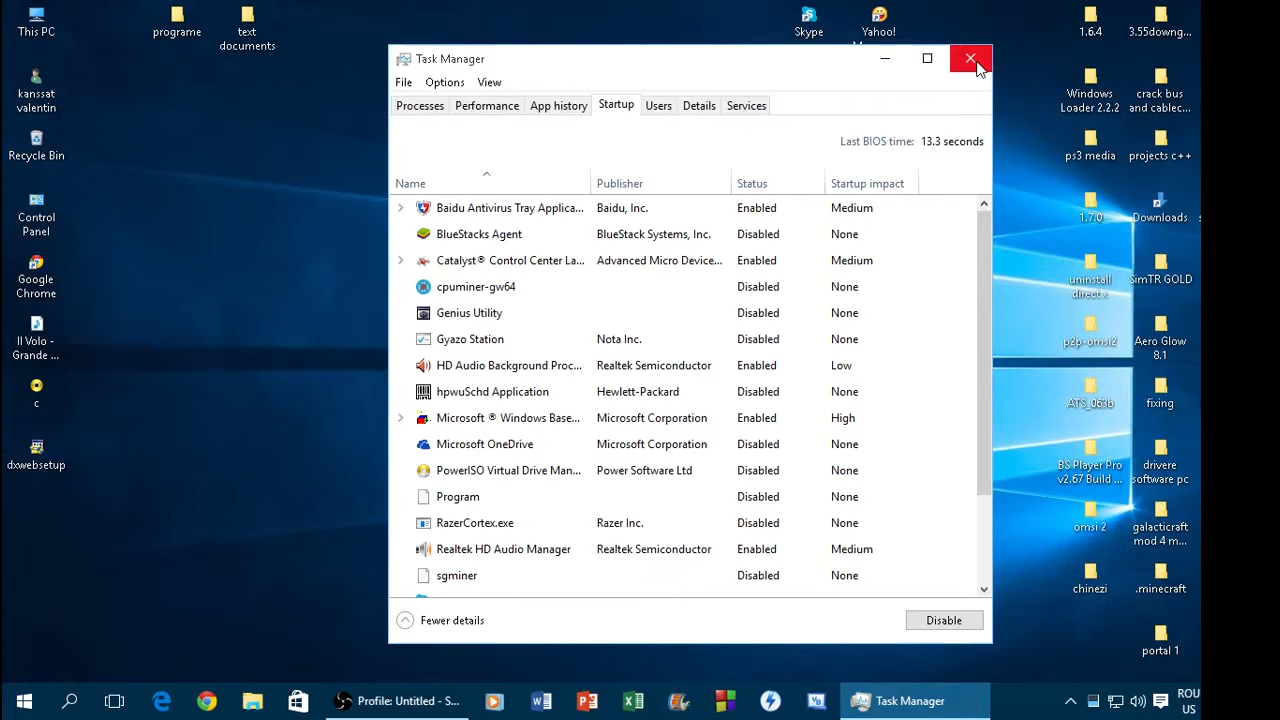 This PC
programe
text
documents
Skype
Yahoo!
1.6.4
3.55downg...
kanssat
valentin
Recycle Bin
Control
Panel
Google
Chrome
Il Volo -
Grande ...
c
dxwebsetup
Task Manager
File Options View
Processes Performance App history Startup Users Details Services
Last BIOS time: 13.3 seconds
Name Publisher Status Startup impact
Baidu Antivirus Tray Applica... Baidu, Inc. Enabled Medium
BlueStacks Agent BlueStack Systems, Inc. Disabled None
Catalyst® Control Center La... Advanced Micro Device... Enabled Medium
cpuminer-gw64 Disabled None
Genius Utility Disabled None
Gyazo Station Nota Inc. Disabled None
HD Audio Background Proc... Realtek Semiconductor Enabled Low
hpwuSchd Application Hewlett-Packard Disabled None
Microsoft ® Windows Base... Microsoft Corporation Enabled High
Microsoft OneDrive Microsoft Corporation Disabled None
PowerISO Virtual Drive Man... Power Software Ltd Disabled None
Program Disabled None
RazerCortex.exe Razer Inc. Disabled None
Realtek HD Audio Manager Realtek Semiconductor Enabled Medium
sgminer Disabled None
Fewer details Disable
Windows
Loader 2.2.2
crack bus
and cablec...
ps3 media
projects c++
1.7.0
Downloads
uninstall
direct x
SimTR GOLD
p2p-omsi2
Aero Glow
8.1
ATS_063b
fixing
BS Player Pro
v2.67 Build ...
drivere
software pc
omsi 2
galacticraft
mod 4 m...
chinezi
.minecraft
portal 1
Profile: Untitled - S...
Task Manager
ROU
US